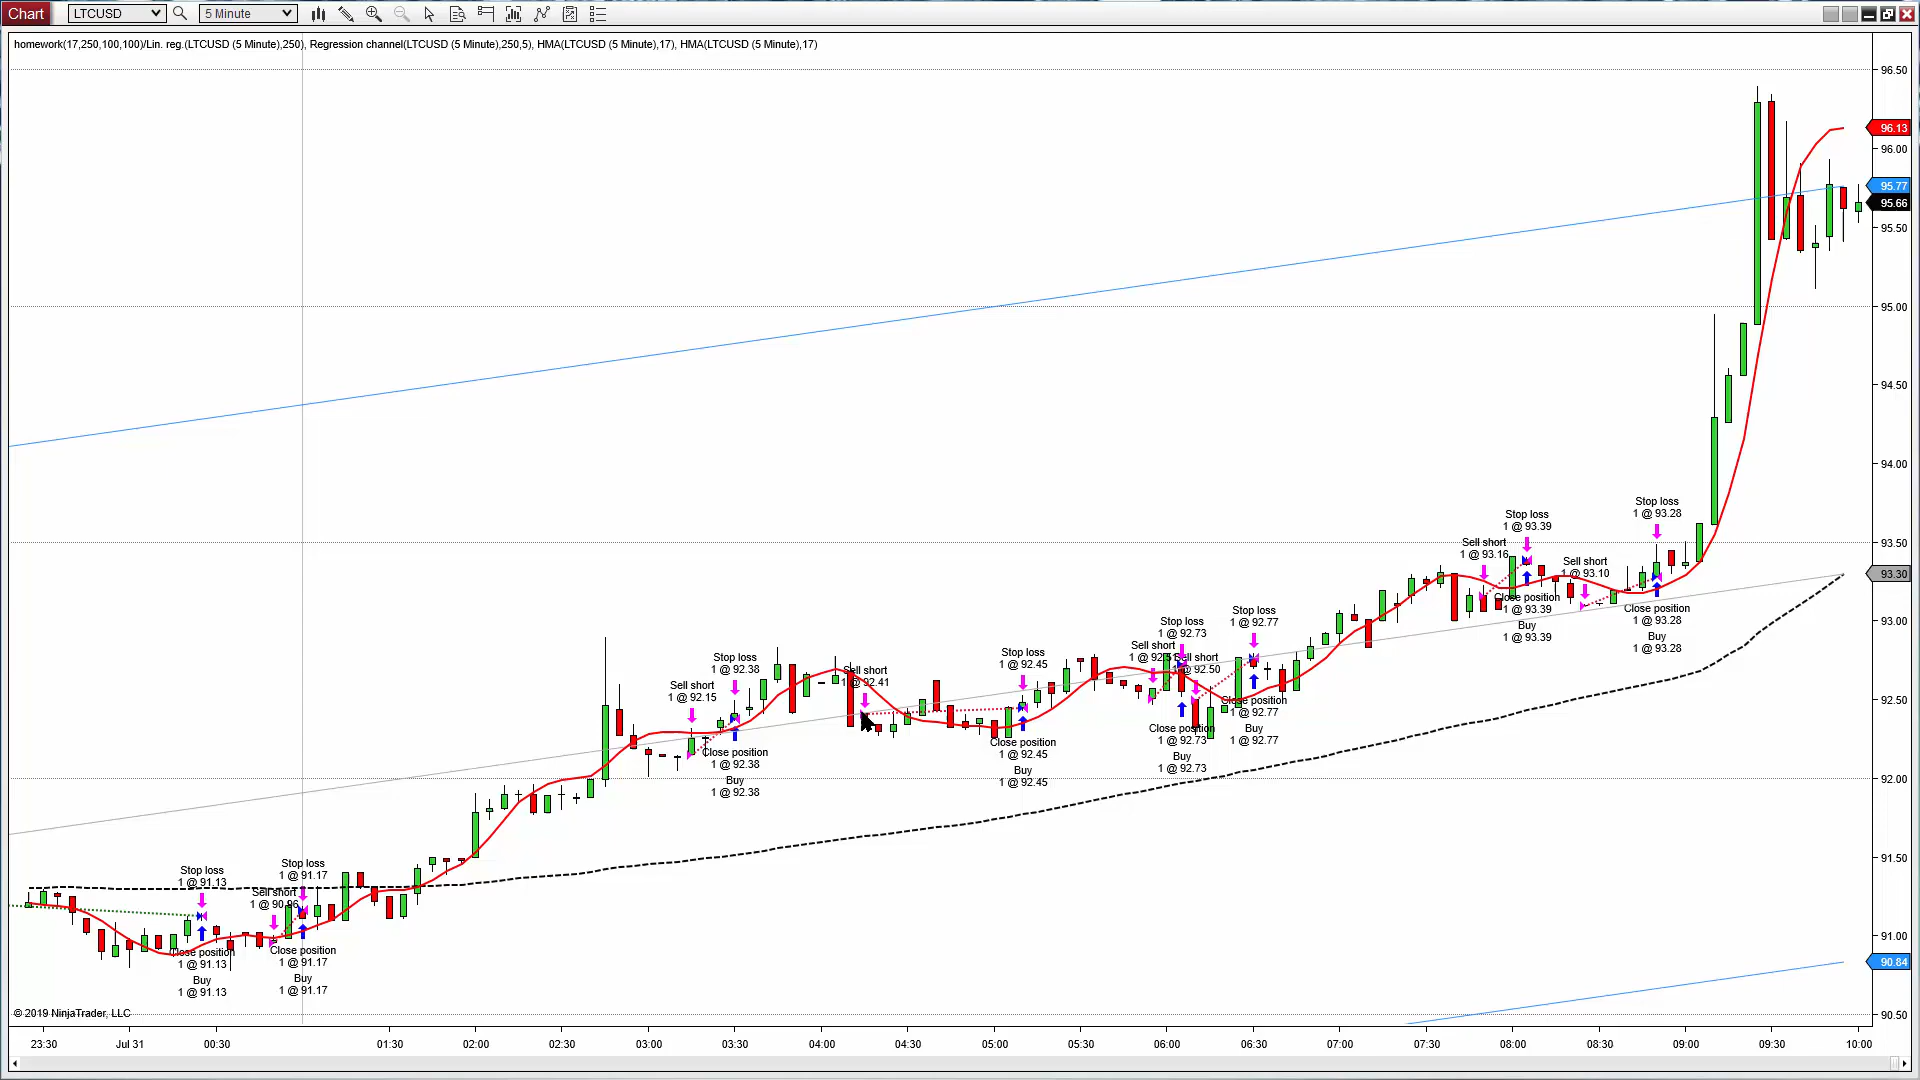 Chart
LTCUSD
5 Minute
homework(17,250,100,100)/Lin. reg.(LTCUSD (5 Minute),250), Regression channel(LTCUSD (5 Minute),250,5), HMA(LTCUSD (5 Minute),17), HMA(LTCUSD (5 Minute),17)
96.50
96.13
96.00
95.77
95.66
95.50
95.00
94.50
94.00
93.50
93.30
93.00
92.50
92.00
91.50
91.00
90.84
90.50
Stop loss
1 @ 91.13
Close position
1 @ 91.13
Buy
1 @ 91.13
Sell short
1 @ 90.96
Stop loss
1 @ 91.17
Close position
1 @ 91.17
Buy
1 @ 91.17
Sell short
1 @ 92.15
Stop loss
1 @ 92.38
Close position
1 @ 92.38
Buy
1 @ 92.38
Sell short
1 @ 92.41
Stop loss
1 @ 92.45
Close position
1 @ 92.45
Buy
1 @ 92.45
Sell short
Stop loss
1 @ 92.73
Close position
1 @ 92.73
Buy
1 @ 92.73
Sell short
1 @ 92.50
Stop loss
1 @ 92.77
Close position
1 @ 92.77
Buy
1 @ 92.77
Sell short
1 @ 93.16
Stop loss
1 @ 93.39
Close position
1 @ 93.39
Buy
1 @ 93.39
Sell short
1 @ 93.10
Stop loss
1 @ 93.28
Close position
1 @ 93.28
Buy
1 @ 93.28
© 2019 NinjaTrader, LLC
23:30
Jul 31
00:30
01:30
02:00
02:30
03:00
03:30
04:00
04:30
05:00
05:30
06:00
06:30
07:00
07:30
08:00
08:30
09:00
09:30
10:00